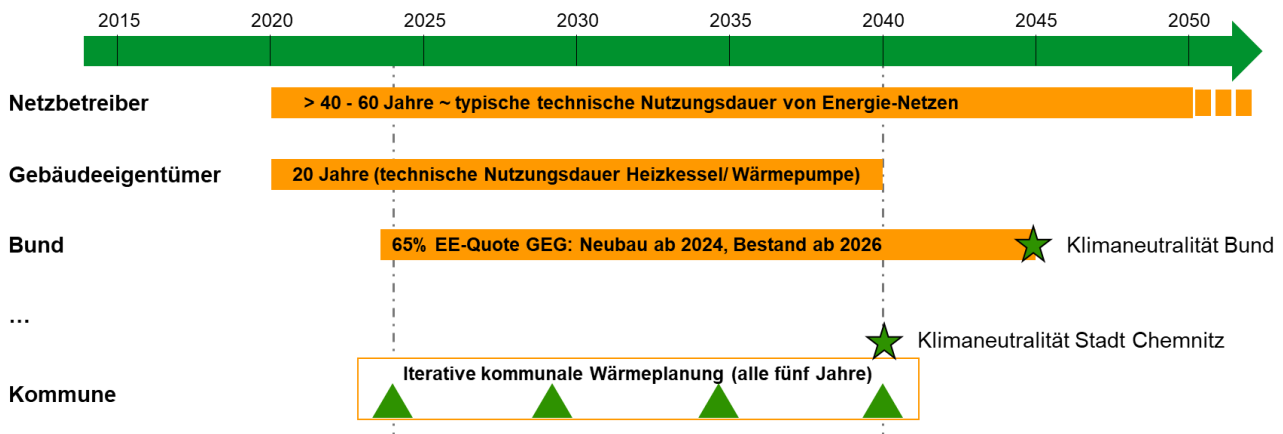 2015 2020 2025 2030 2035 2040 2045 2050
Netzbetreiber
> 40 - 60 Jahre ~ typische technische Nutzungsdauer von Energie-Netzen
Gebäudeeigentümer
20 Jahre (technische Nutzungsdauer Heizkessel/ Wärmepumpe)
Bund
65% EE-Quote GEG: Neubau ab 2024, Bestand ab 2026
Klimaneutralität Bund
...
Klimaneutralität Stadt Chemnitz
Iterative kommunale Wärmeplanung (alle fünf Jahre)
Kommune